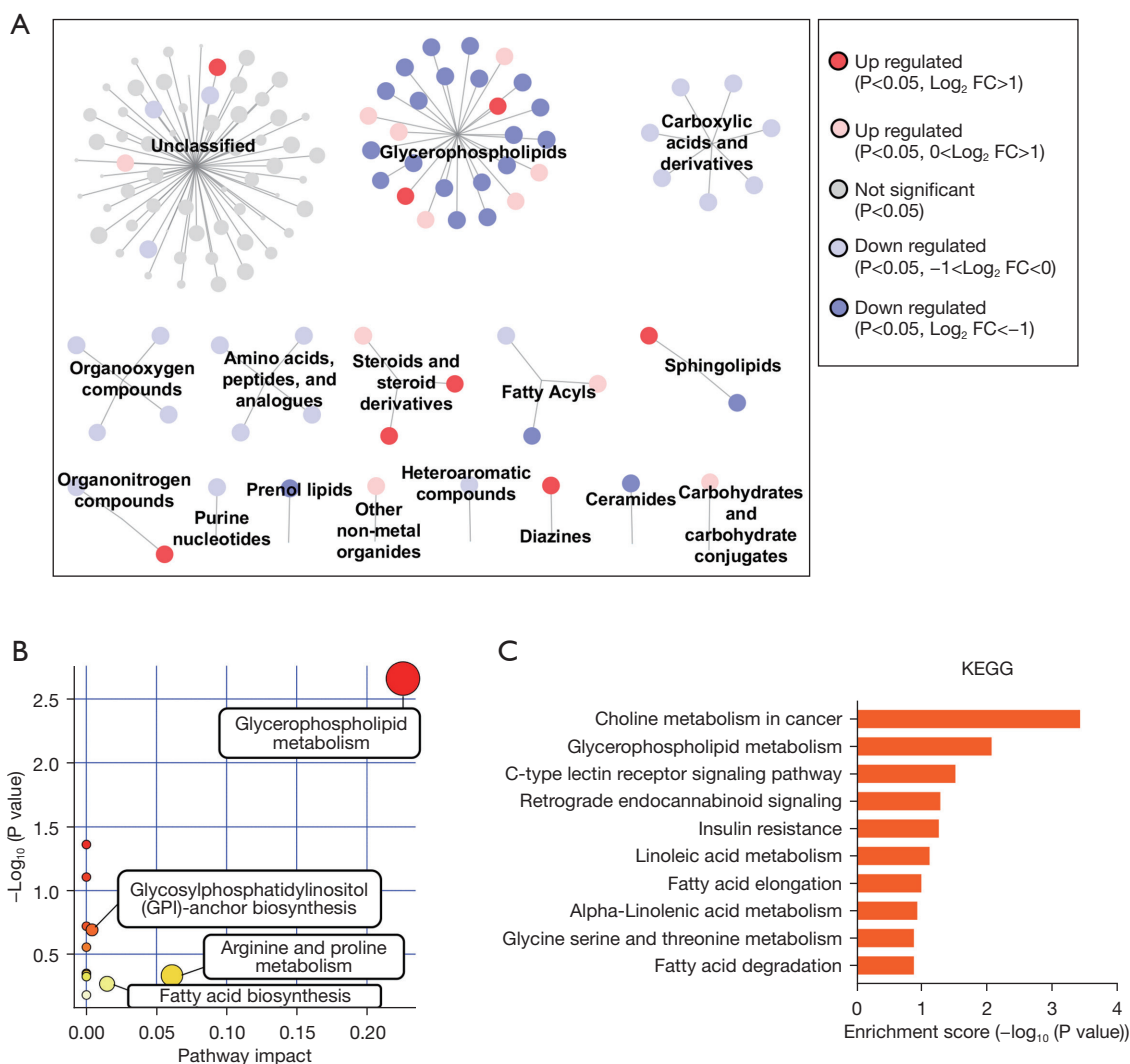 A
Unclassified
Glycerophospholipids
Carboxylic
acids and
derivatives
Organooxygen
compounds
Amino acids,
peptides, and
analogues
Steroids and
steroid
derivatives
Fatty Acyls
Sphingolipids
Organonitrogen
compounds
Purine
nucleotides
Prenol lipids
Other
non-metal
organides
Heteroaromatic
compounds
Diazines
Ceramides
Carbohydrates
and
carbohydrate
conjugates
Up regulated
(P<0.05, Log₂ FC>1)
Up regulated
(P<0.05, 0<Log₂ FC>1)
Not significant
(P<0.05)
Down regulated
(P<0.05, −1<Log₂ FC<0)
Down regulated
(P<0.05, Log₂ FC<−1)
B
−Log₁₀ (P value)
2.5
2.0
1.5
1.0
0.5
Glycerophospholipid
metabolism
Glycosylphosphatidylinositol
(GPI)-anchor biosynthesis
Arginine and proline
metabolism
Fatty acid biosynthesis
0.00 0.05 0.10 0.15 0.20
Pathway impact
C
KEGG
Choline metabolism in cancer
Glycerophospholipid metabolism
C-type lectin receptor signaling pathway
Retrograde endocannabinoid signaling
Insulin resistance
Linoleic acid metabolism
Fatty acid elongation
Alpha-Linolenic acid metabolism
Glycine serine and threonine metabolism
Fatty acid degradation
0 1 2 3 4
Enrichment score (−log₁₀ (P value))